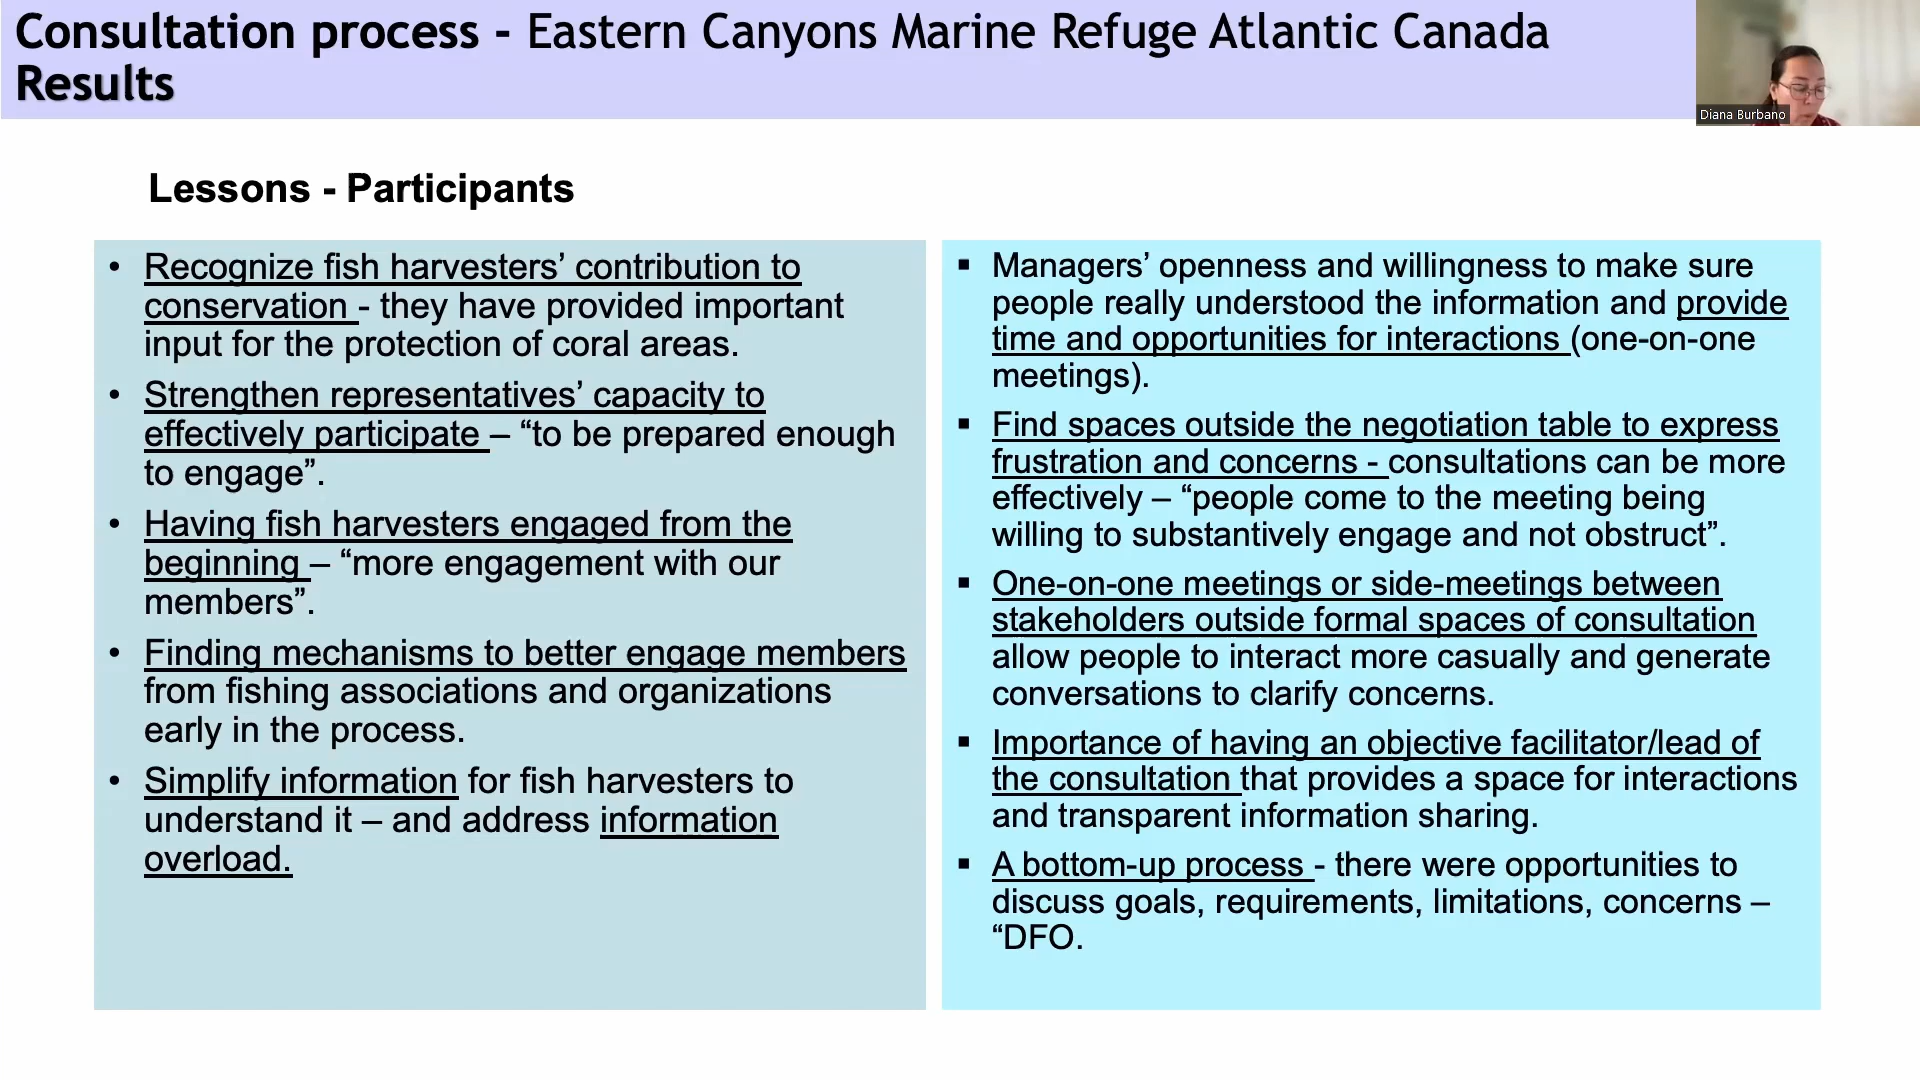 Consultation process - Eastern Canyons Marine Refuge Atlantic Canada
Results
Diana Burbano
Lessons - Participants
• Recognize fish harvesters’ contribution to
conservation - they have provided important
input for the protection of coral areas.
• Strengthen representatives’ capacity to
effectively participate – “to be prepared enough
to engage”.
• Having fish harvesters engaged from the
beginning – “more engagement with our
members”.
• Finding mechanisms to better engage members
from fishing associations and organizations
early in the process.
• Simplify information for fish harvesters to
understand it – and address information
overload.
▪ Managers’ openness and willingness to make sure
people really understood the information and provide
time and opportunities for interactions (one-on-one
meetings).
▪ Find spaces outside the negotiation table to express
frustration and concerns - consultations can be more
effectively – “people come to the meeting being
willing to substantively engage and not obstruct”.
▪ One-on-one meetings or side-meetings between
stakeholders outside formal spaces of consultation
allow people to interact more casually and generate
conversations to clarify concerns.
▪ Importance of having an objective facilitator/lead of
the consultation that provides a space for interactions
and transparent information sharing.
▪ A bottom-up process - there were opportunities to
discuss goals, requirements, limitations, concerns –
“DFO.